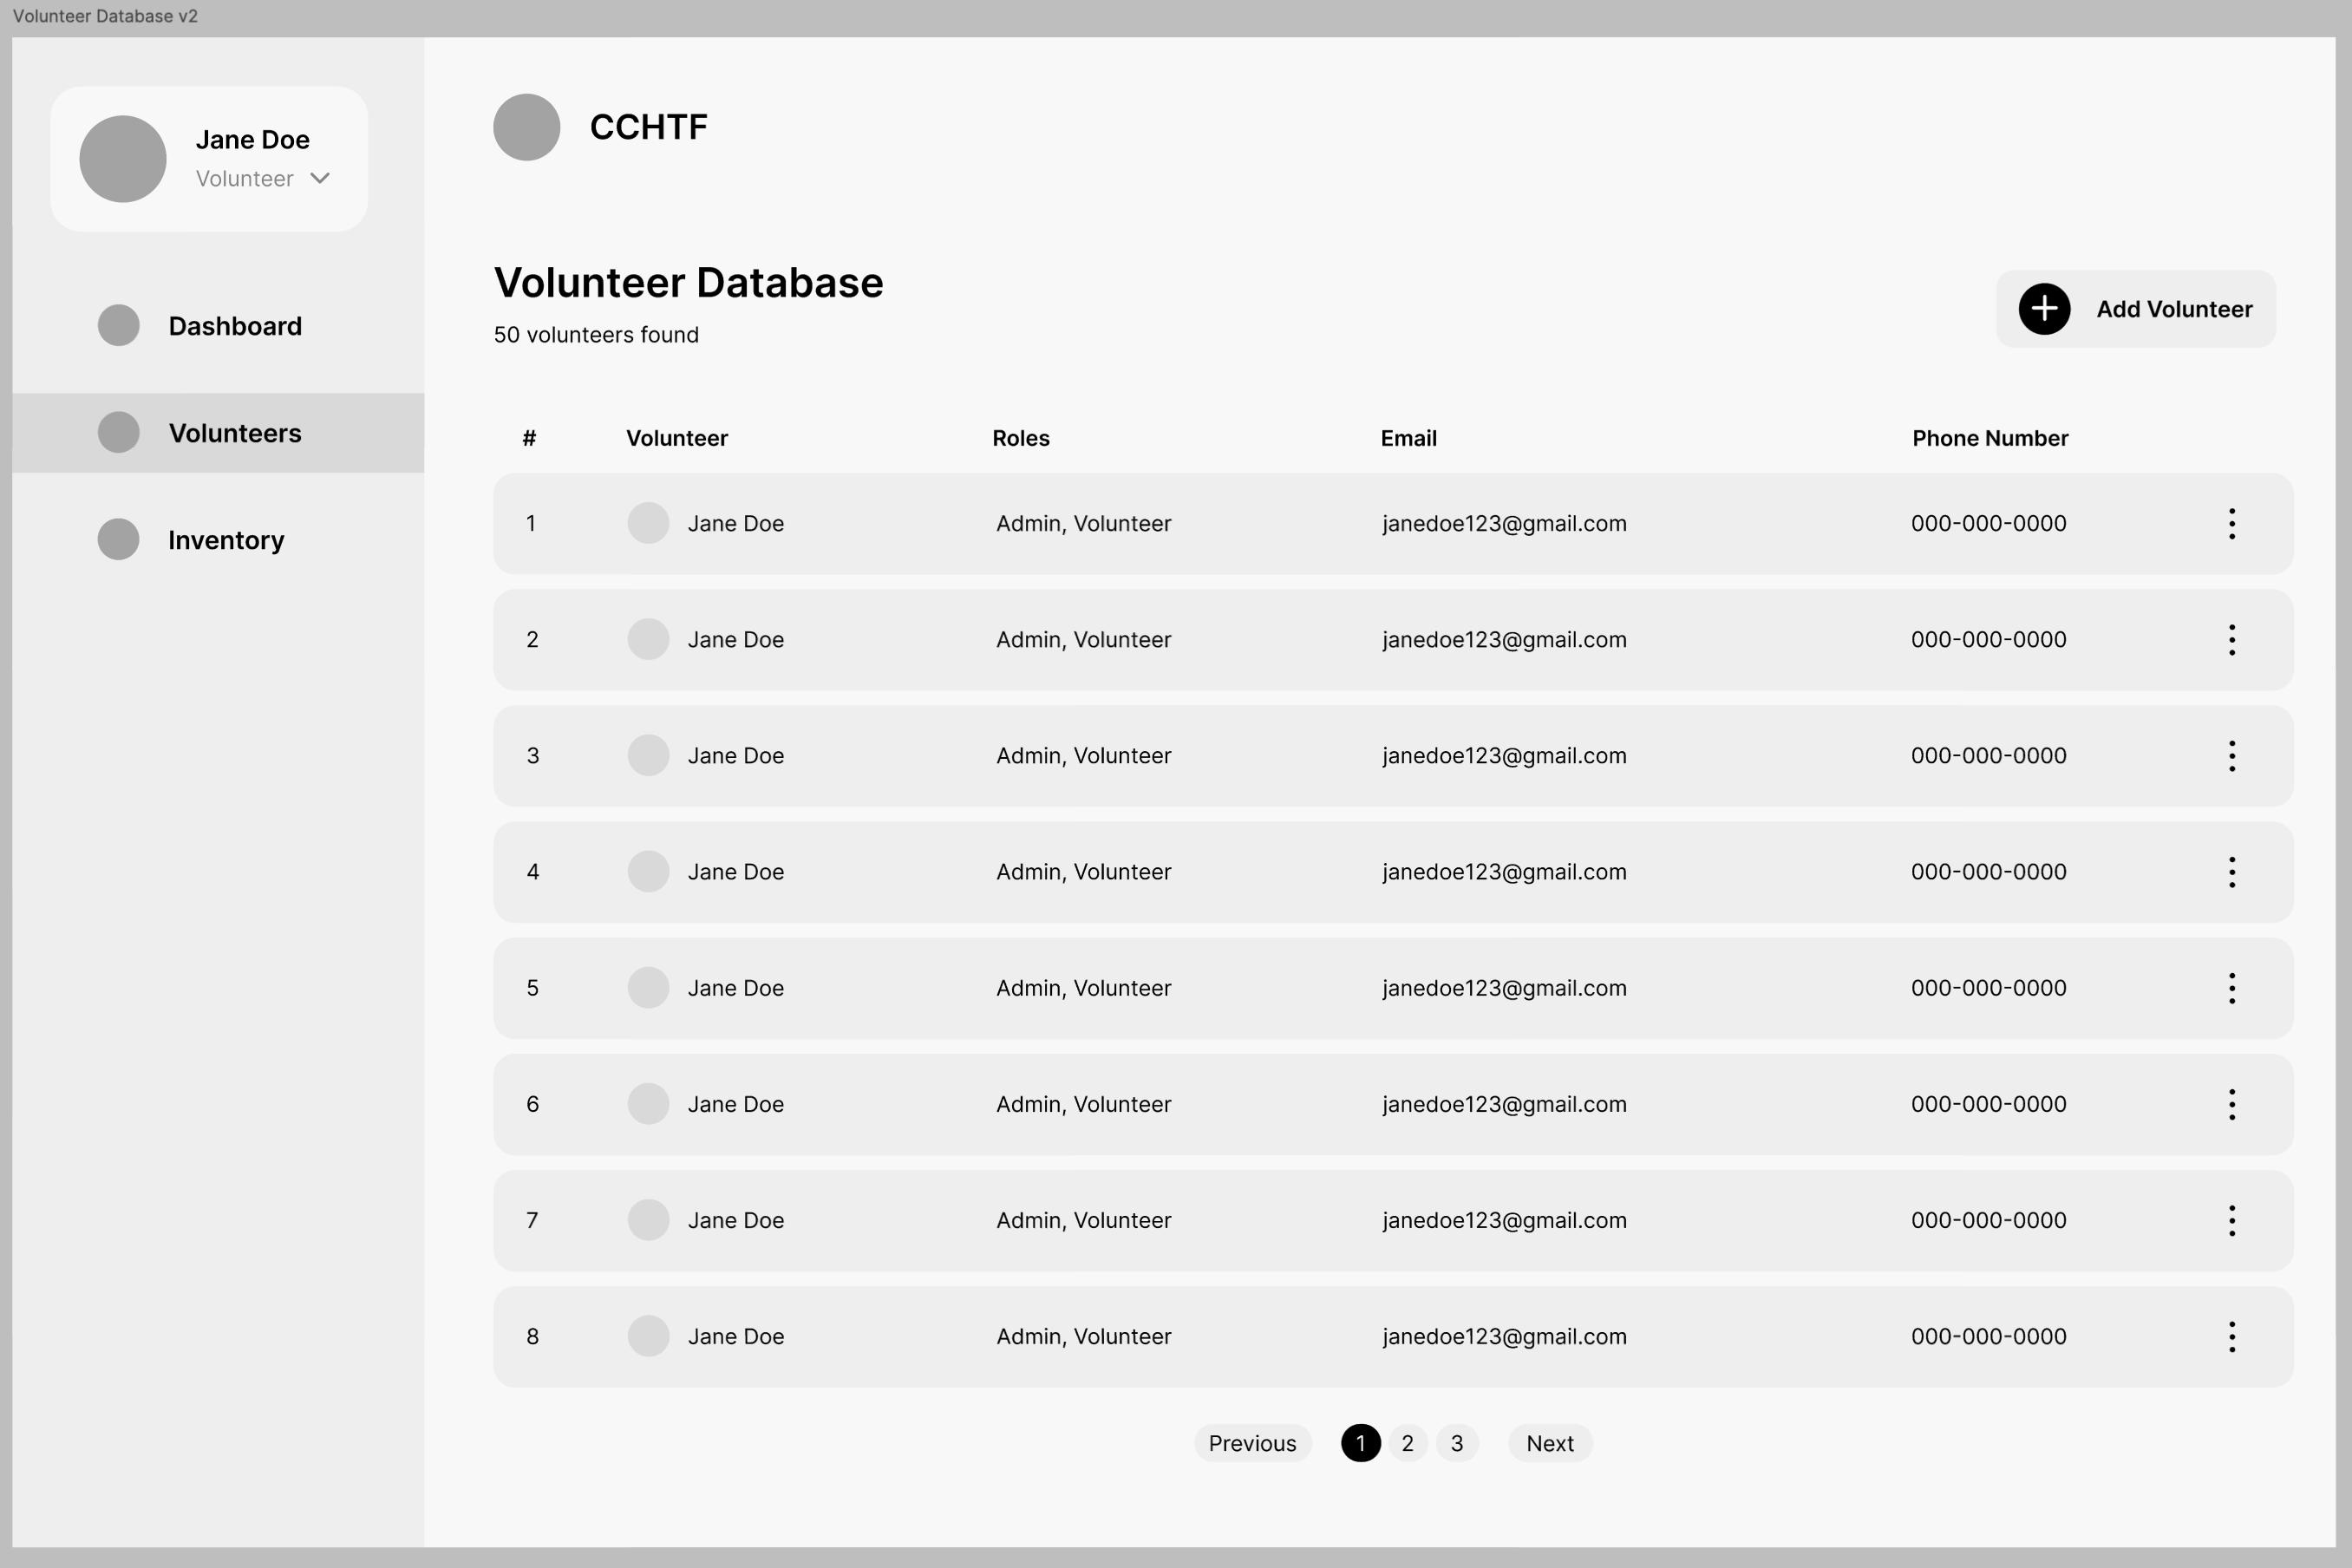 Volunteer Database v2
Jane Doe
Volunteer
Dashboard
Volunteers
Inventory
CCHTF
Volunteer Database
50 volunteers found
Add Volunteer
# Volunteer Roles Email Phone Number
1 Jane Doe Admin, Volunteer janedoe123@gmail.com 000-000-0000
2 Jane Doe Admin, Volunteer janedoe123@gmail.com 000-000-0000
3 Jane Doe Admin, Volunteer janedoe123@gmail.com 000-000-0000
4 Jane Doe Admin, Volunteer janedoe123@gmail.com 000-000-0000
5 Jane Doe Admin, Volunteer janedoe123@gmail.com 000-000-0000
6 Jane Doe Admin, Volunteer janedoe123@gmail.com 000-000-0000
7 Jane Doe Admin, Volunteer janedoe123@gmail.com 000-000-0000
8 Jane Doe Admin, Volunteer janedoe123@gmail.com 000-000-0000
Previous 1 2 3 Next